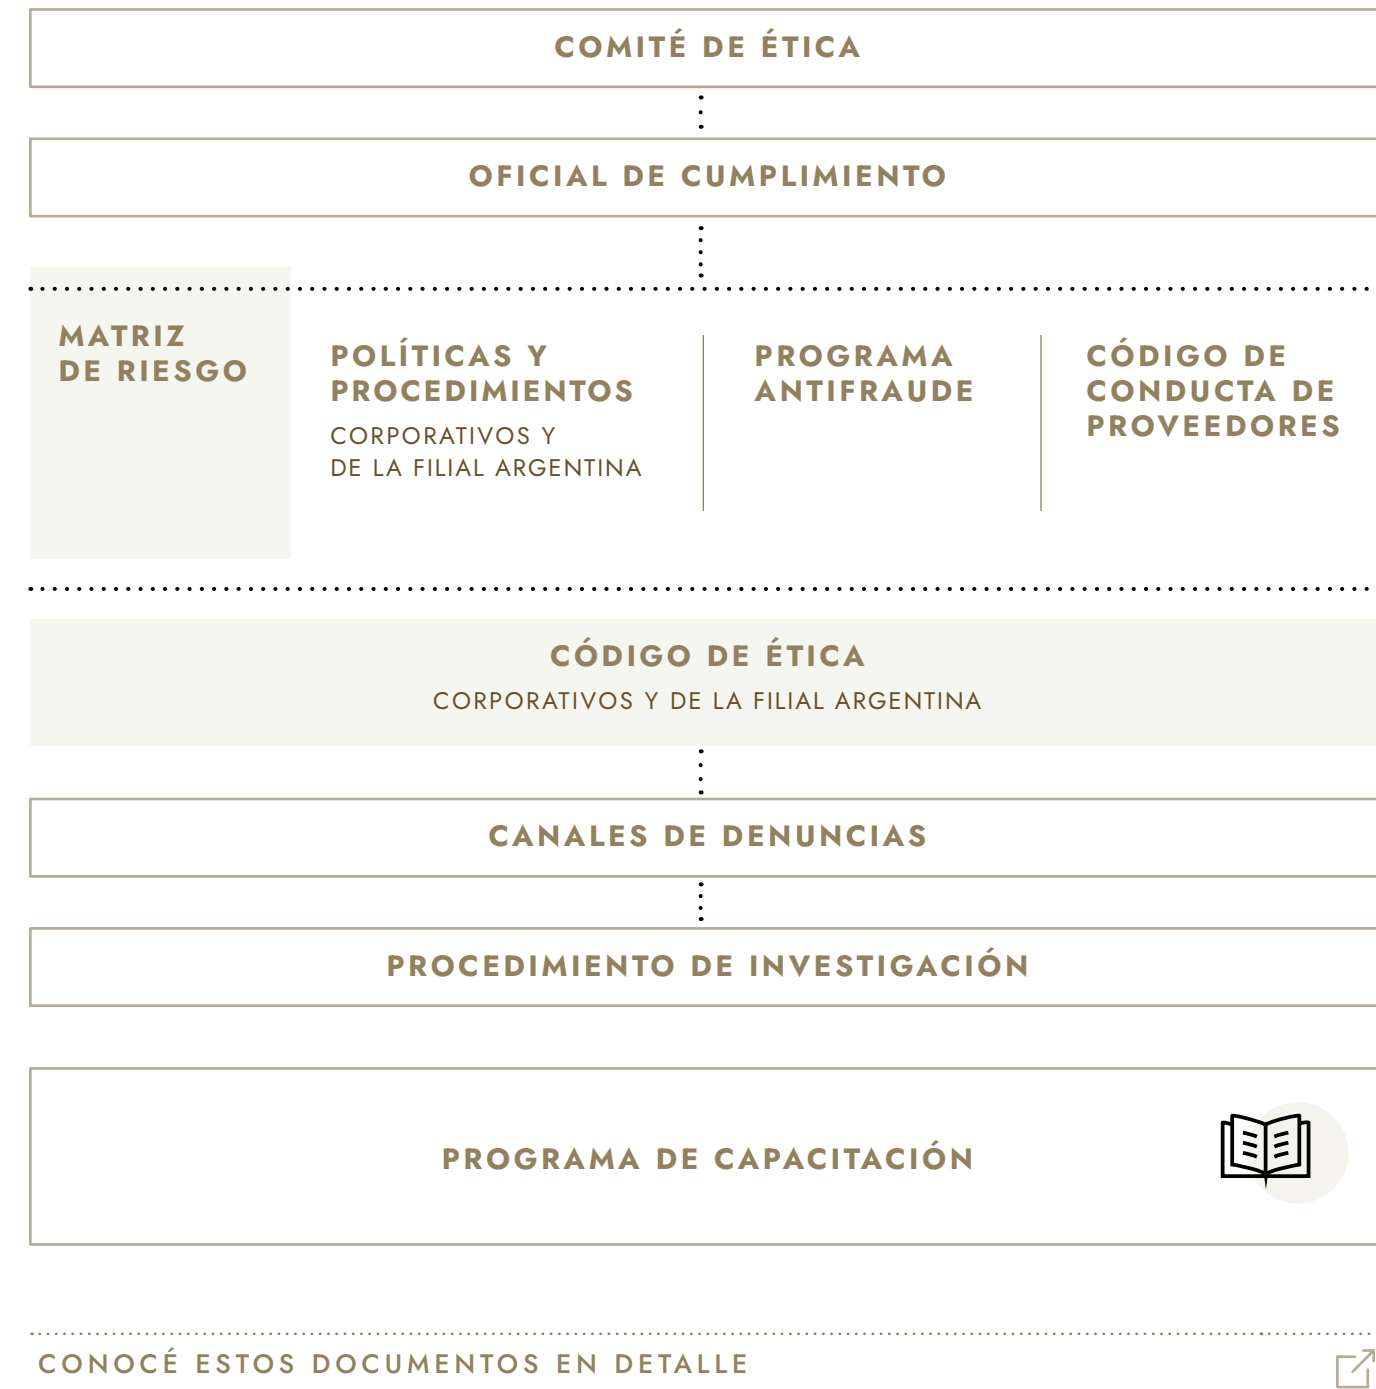 COMITÉ DE ÉTICA
OFICIAL DE CUMPLIMIENTO
MATRIZ
DE RIESGO
POLÍTICAS Y
PROCEDIMIENTOS
CORPORATIVOS Y
DE LA FILIAL ARGENTINA
PROGRAMA
ANTIFRAUDE
CÓDIGO DE
CONDUCTA DE
PROVEEDORES
CÓDIGO DE ÉTICA
CORPORATIVOS Y DE LA FILIAL ARGENTINA
CANALES DE DENUNCIAS
PROCEDIMIENTO DE INVESTIGACIÓN
PROGRAMA DE CAPACITACIÓN
CONOCÉ ESTOS DOCUMENTOS EN DETALLE